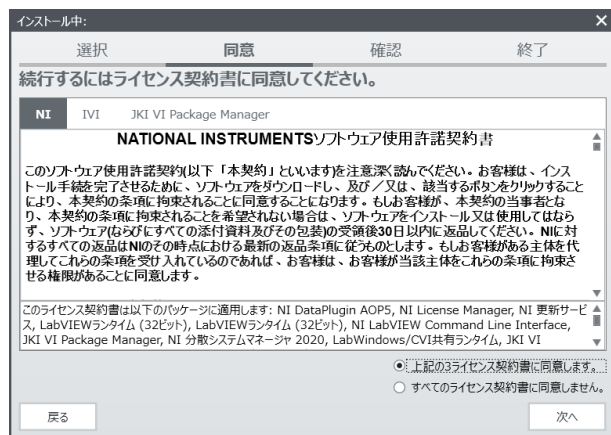 インストール中:
選択 同意 確認 終了
続行するにはライセンス契約書に同意してください。
NI IVI JKI VI Package Manager
NATIONAL INSTRUMENTSソフトウェア使用許諾契約書
このソフトウェア使用許諾契約(以下「本契約」といいます)を注意深く読んでください。お客様は、インス
トール手続を完了させるために、ソフトウェアをダウンロードし、及び／又は、該当するボタンをクリックすること
により、本契約の条項に拘束されることに同意することになります。もしお客様が、本契約の当事者とな
り、本契約の条項に拘束されることを希望されない場合は、ソフトウェアをインストール又は使用してはなら
ず、ソフトウェア(ならびにすべての添付資料及びその包装)の受領後30日以内に返品してください。NIに対
するすべての返品はNIのその時点における最新の返品条項に従うものとします。もしお客様がある主体を代
理してこれらの条項を受け入れているのであれば、お客様は、お客様が当該主体をこれらの条項に拘束さ
せる権限があることに同意します。
このライセンス契約書は以下のパッケージに適用します: NI DataPlugin AOP5, NI License Manager, NI 更新サービ
ス, LabVIEWランタイム (32ビット), LabVIEWランタイム (32ビット), NI LabVIEW Command Line Interface,
JKI VI Package Manager, NI 分散システムマネージャ 2020, LabWindows/CVI共有ランタイム, JKI VI
上記の3ライセンス契約書に同意します。
すべてのライセンス契約書に同意しません。
戻る 次へ